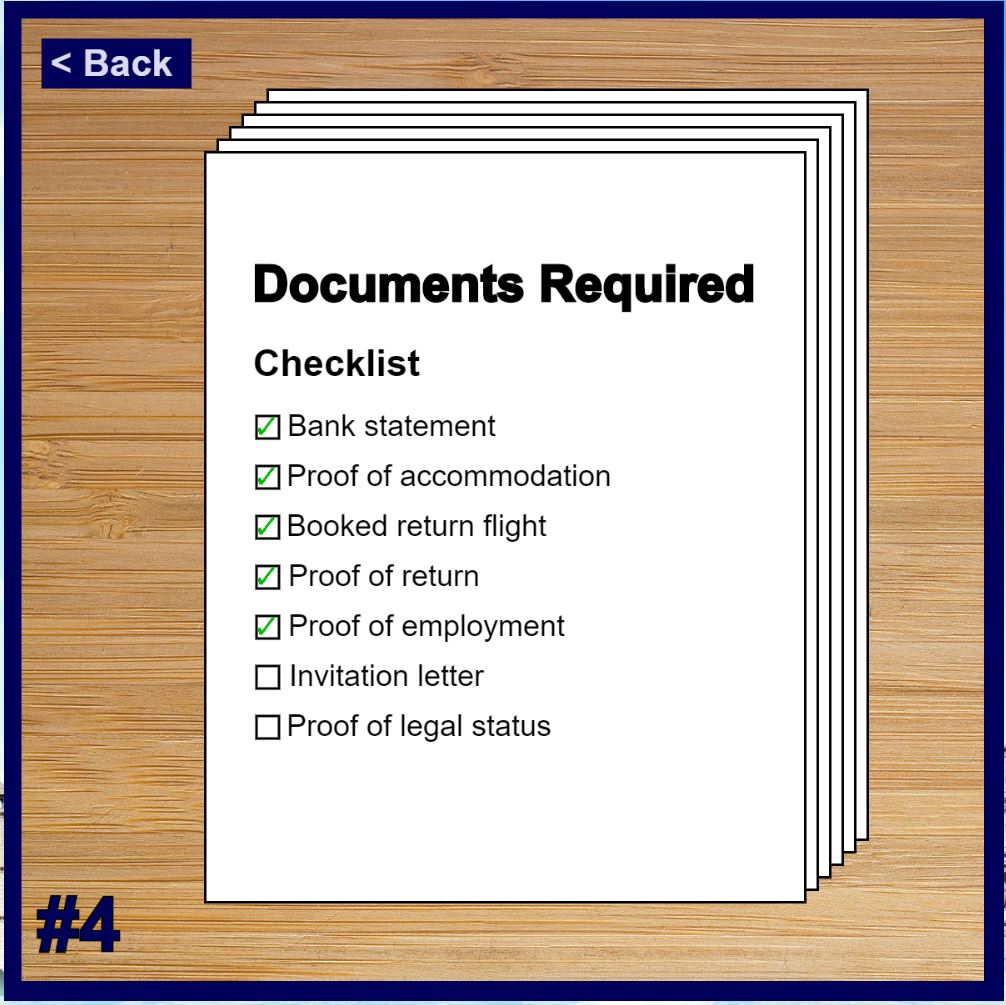 < Back
Documents Required
Checklist
Bank statement
Proof of accommodation
Booked return flight
Proof of return
Proof of employment
Invitation letter
Proof of legal status
#4